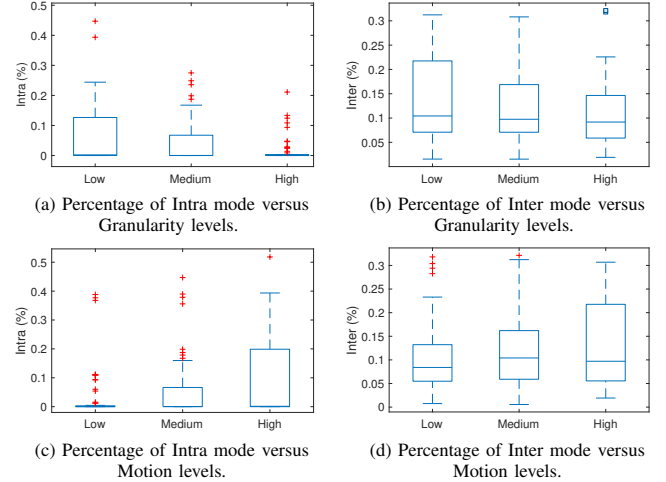 0.5
0.4
0.3
0.2
0.1
0
Intra (%)
Low Medium High
(a) Percentage of Intra mode versus
Granularity levels.
0.3
0.25
0.2
0.15
0.1
0.05
Inter (%)
Low Medium High
(b) Percentage of Inter mode versus
Granularity levels.
0.5
0.4
0.3
0.2
0.1
0
Intra (%)
Low Medium High
(c) Percentage of Intra mode versus
Motion levels.
0.3
0.25
0.2
0.15
0.1
0.05
0
Inter (%)
Low Medium High
(d) Percentage of Inter mode versus
Motion levels.